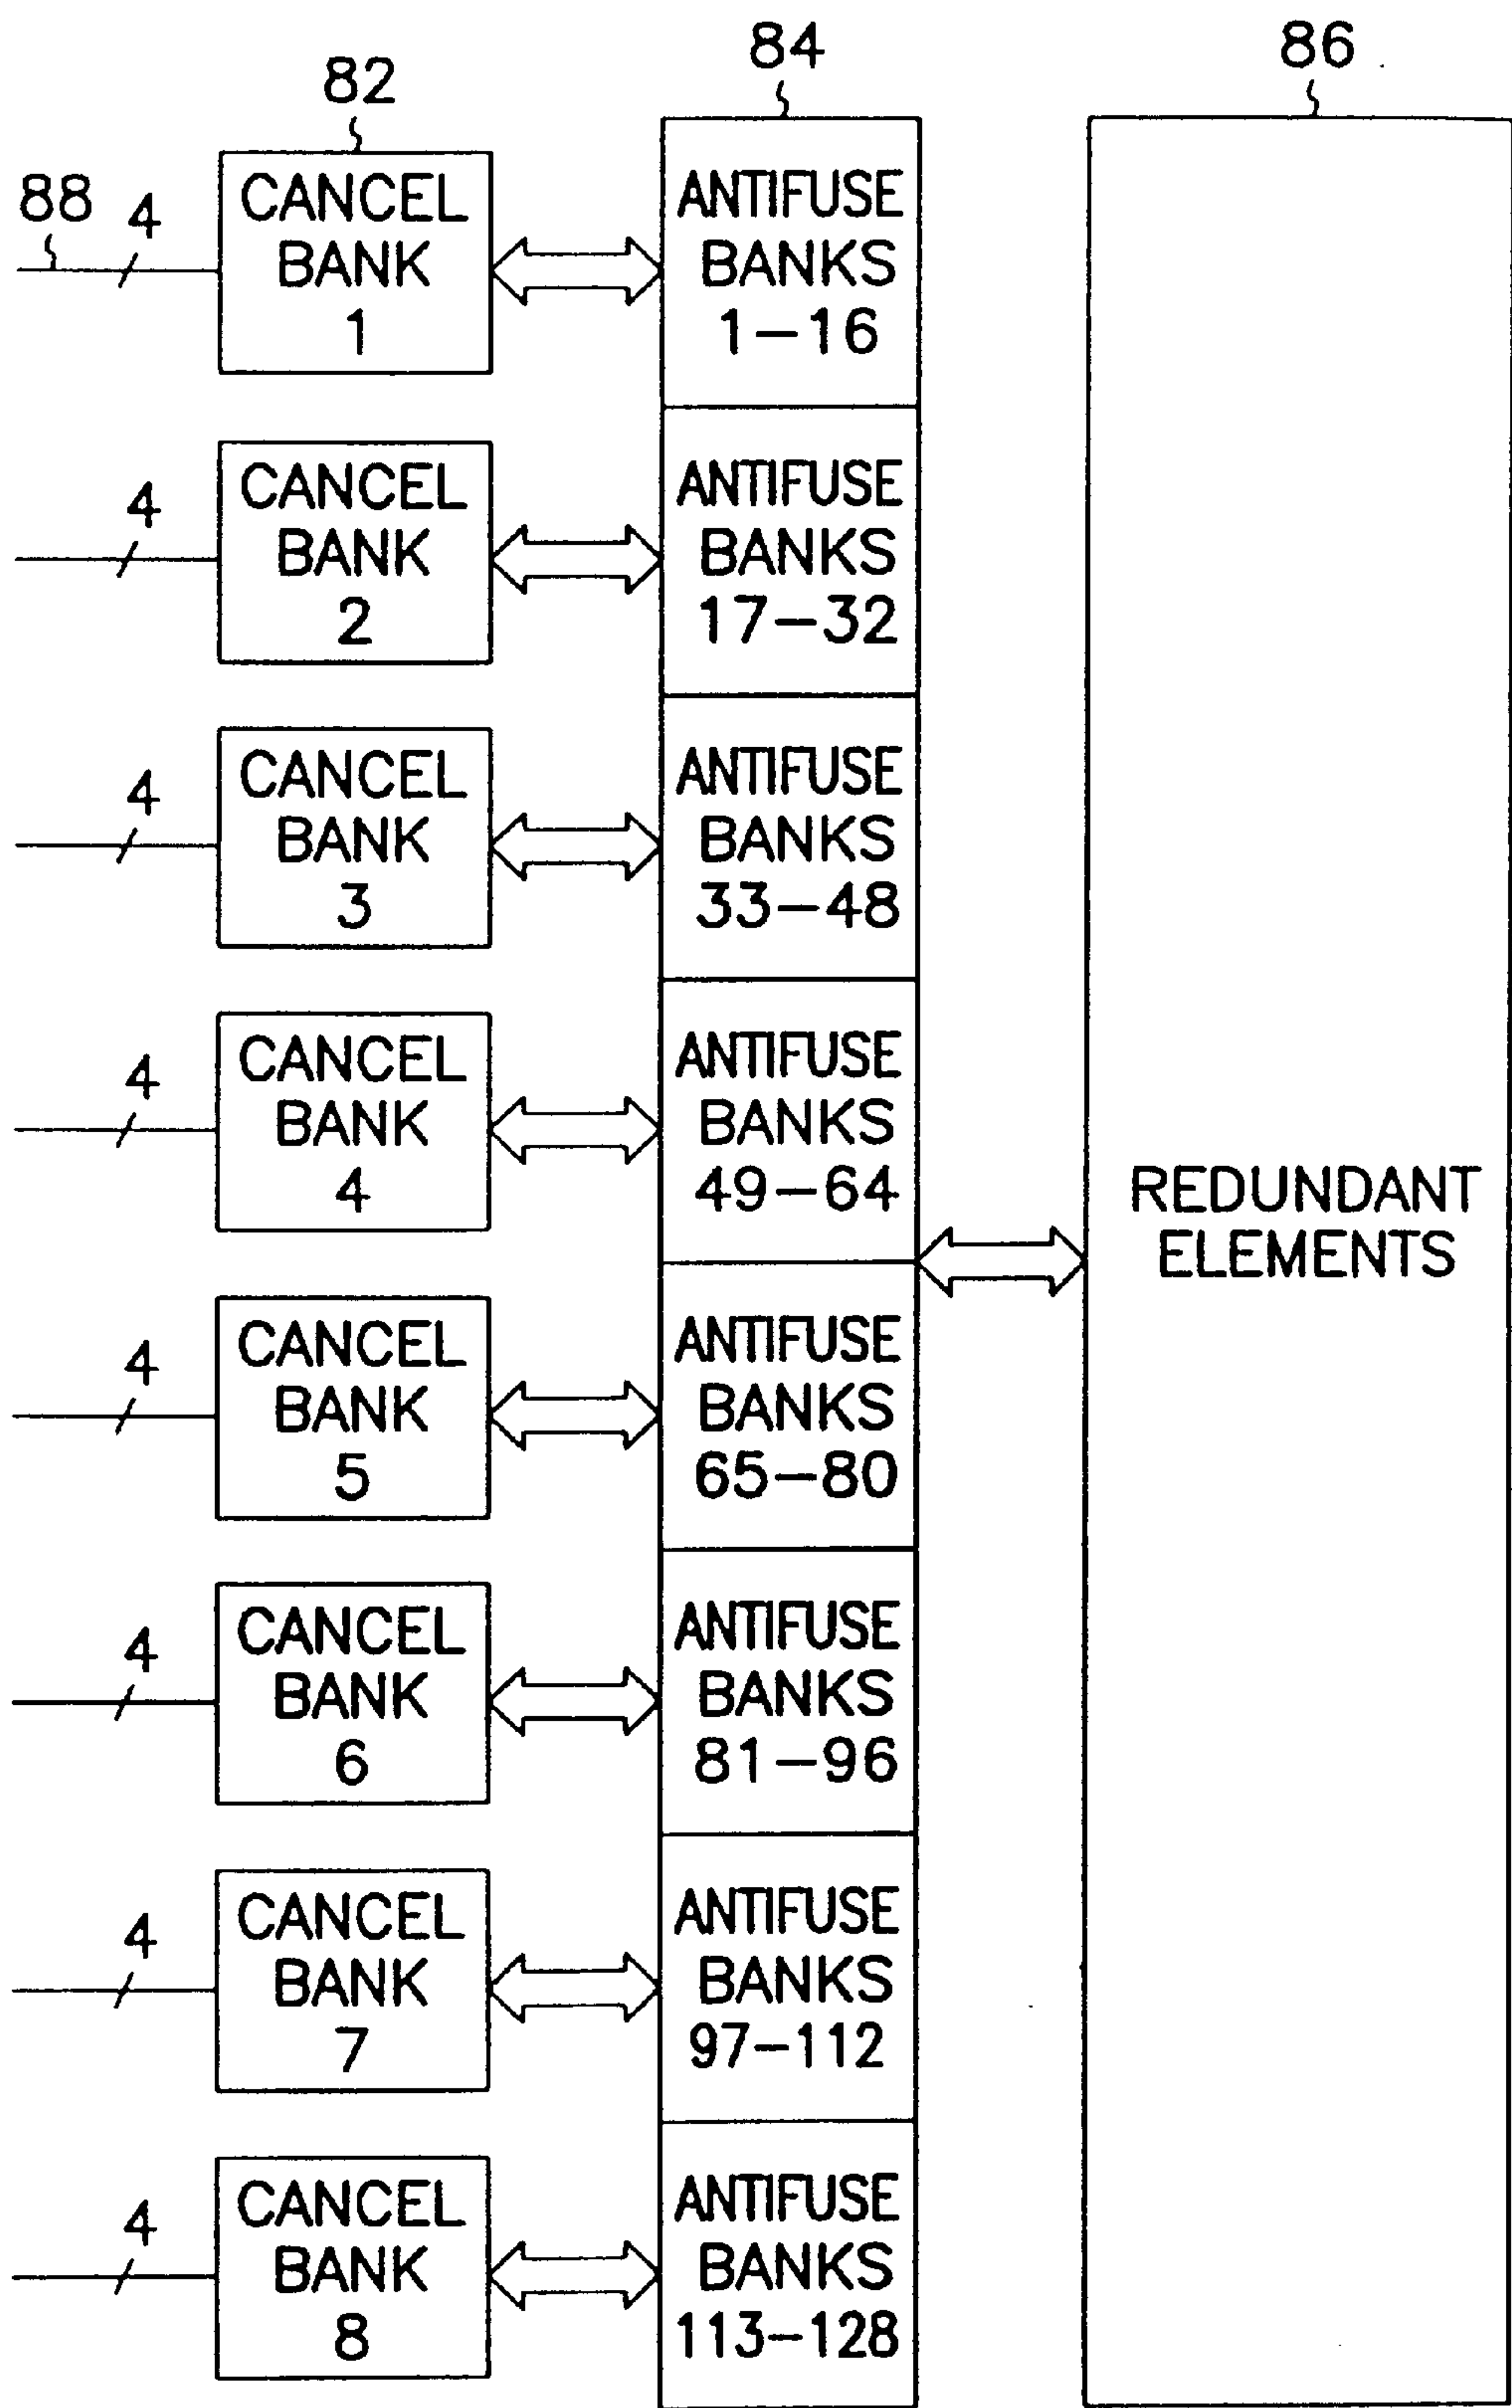 82
84
86
88
4
CANCEL
BANK
1
ANTIFUSE
BANKS
1-16
4
CANCEL
BANK
2
ANTIFUSE
BANKS
17-32
4
CANCEL
BANK
3
ANTIFUSE
BANKS
33-48
4
CANCEL
BANK
4
ANTIFUSE
BANKS
49-64
REDUNDANT
ELEMENTS
4
CANCEL
BANK
5
ANTIFUSE
BANKS
65-80
4
CANCEL
BANK
6
ANTIFUSE
BANKS
81-96
4
CANCEL
BANK
7
ANTIFUSE
BANKS
97-112
4
CANCEL
BANK
8
ANTIFUSE
BANKS
113-128